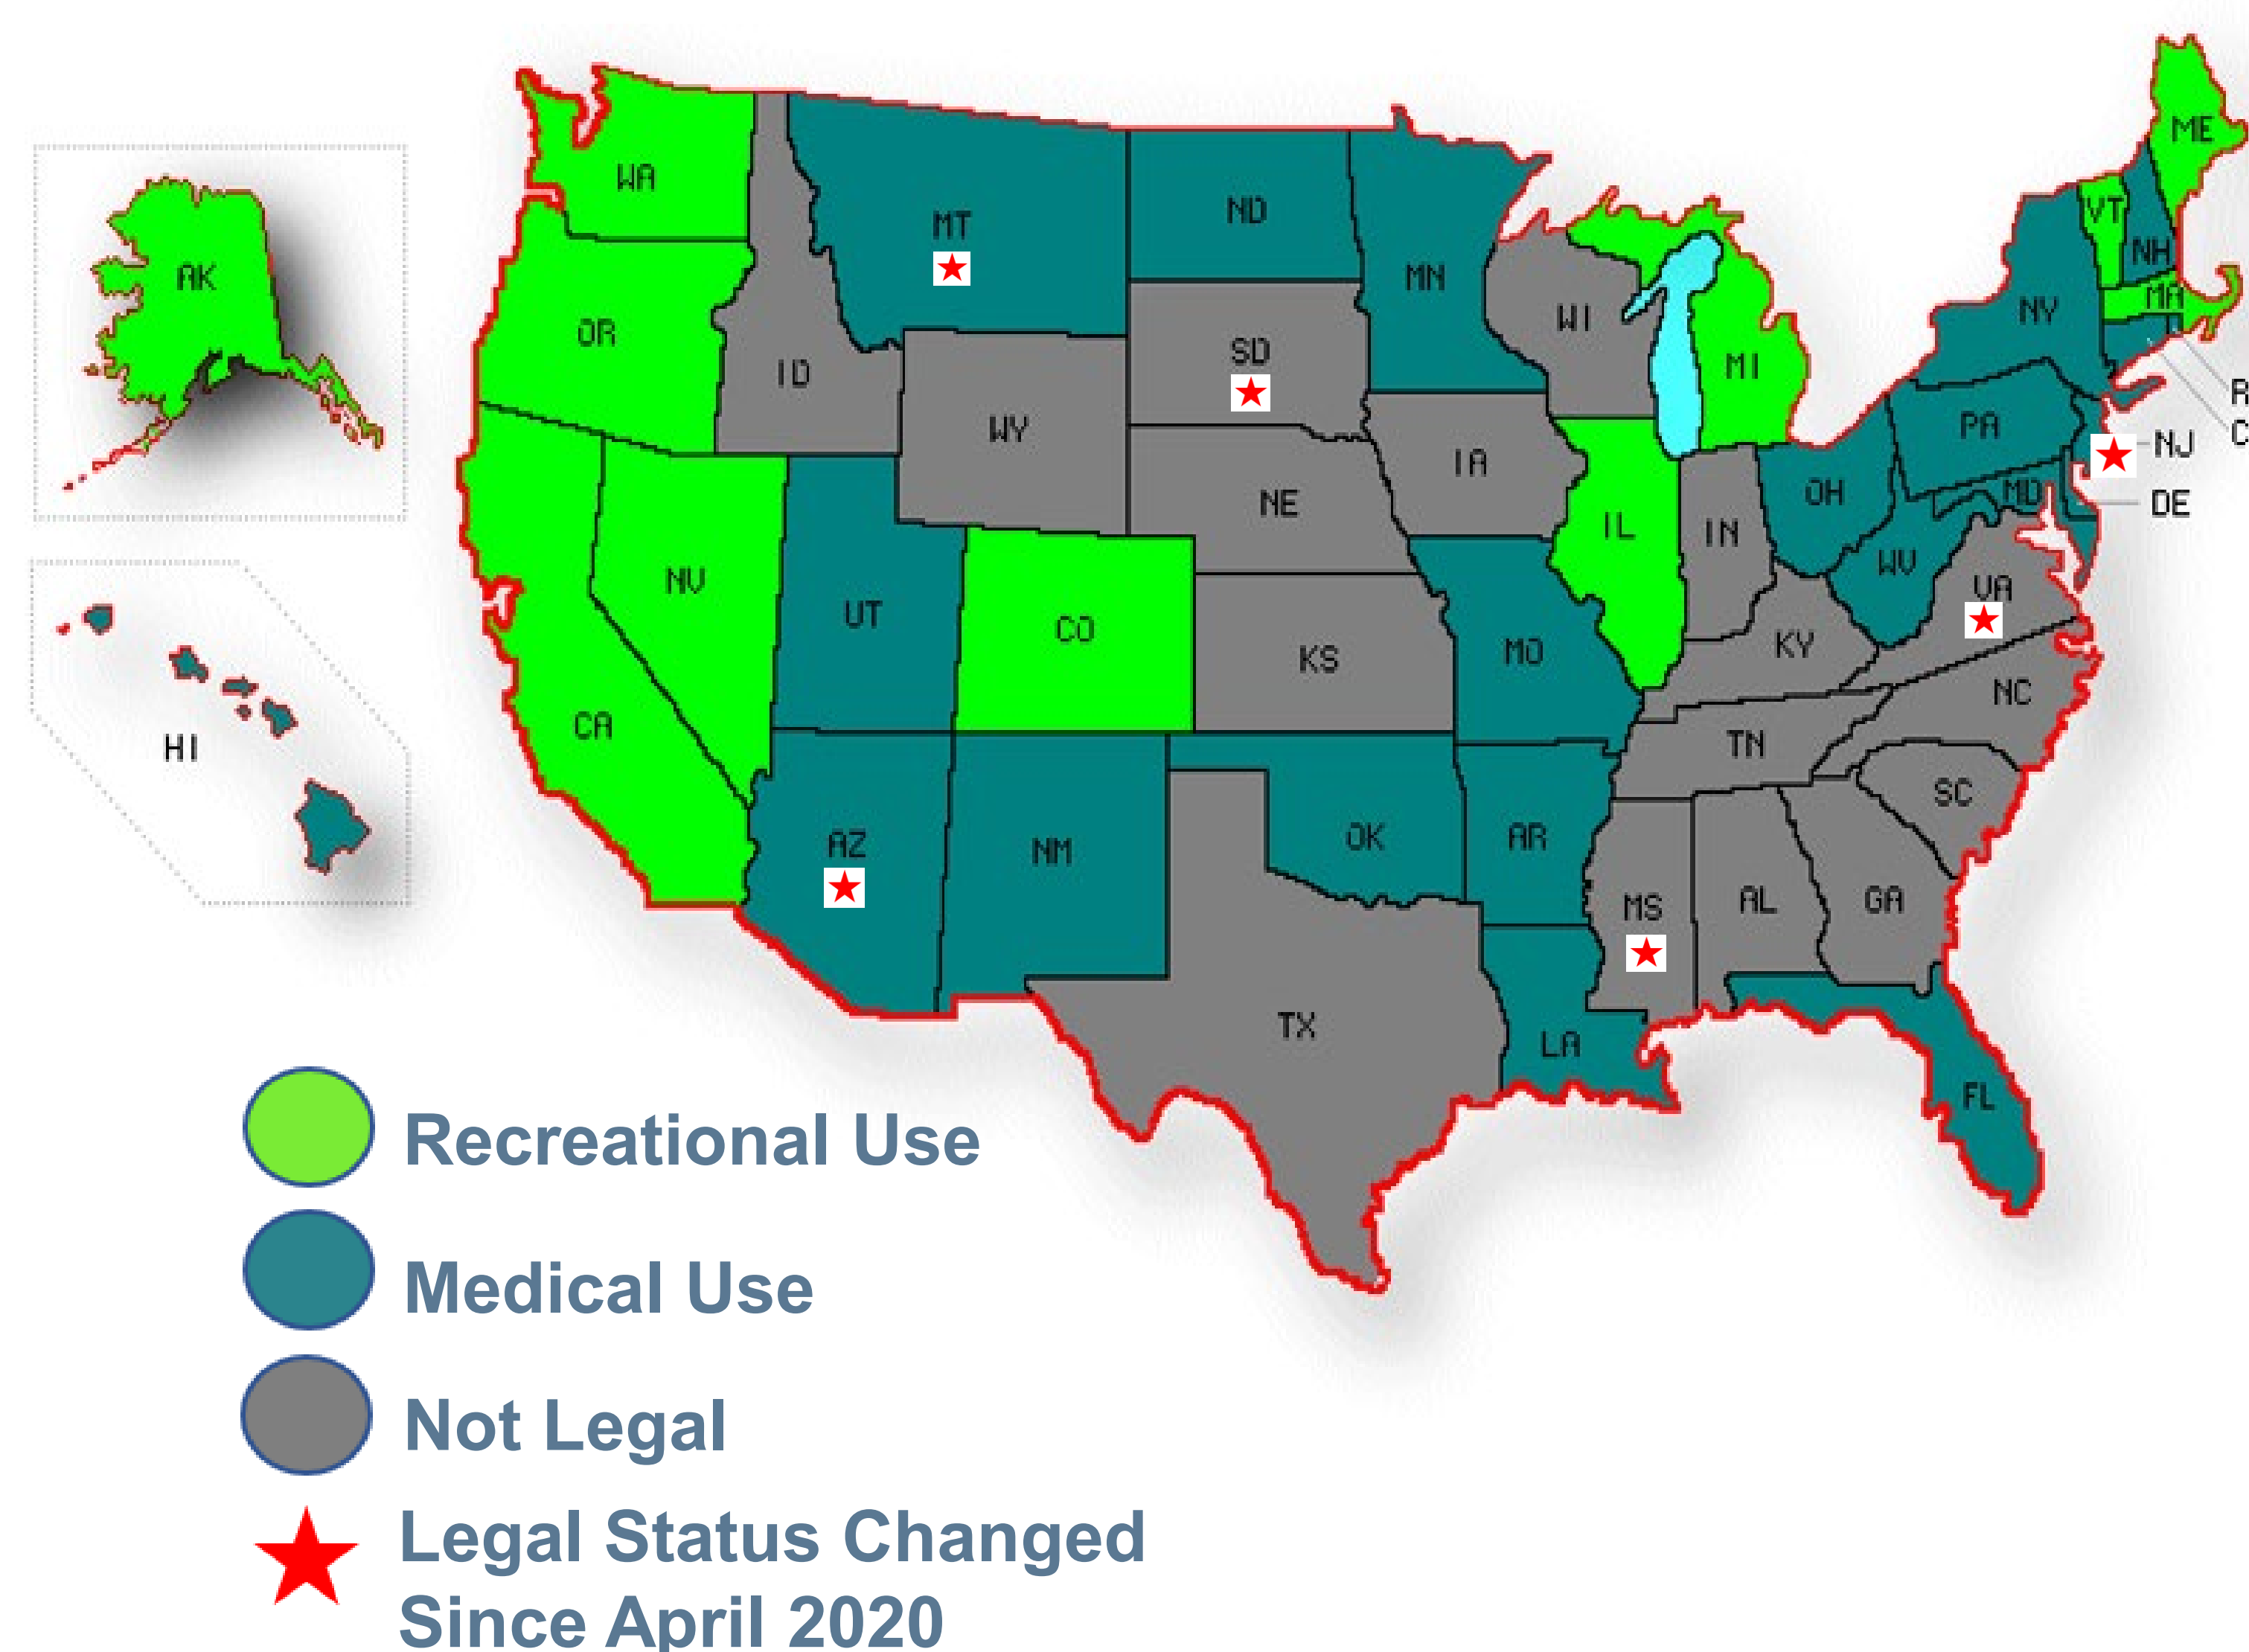 ME
WA
VT
MT
ND
NH
AK
MN
MA
OR
WI
NY
SD
MI
ID
R
WY
PA
C
NJ
IA
NE
OH
MD
DE
IL
IN
NV
WV
VA
UT
CO
KS
MO
KY
CA
NC
HI
TN
SC
AZ
NM
OK
AR
MS
AL
GA
TX
LA
FL
Recreational Use
Medical Use
Not Legal
Legal Status Changed
Since April 2020